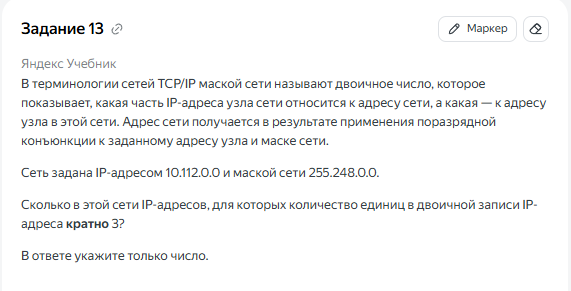 Задание 13
Маркер
Яндекс Учебник
В терминологии сетей TCP/IP маской сети называют двоичное число, которое
показывает, какая часть IP-адреса узла сети относится к адресу сети, а какая — к адресу
узла в этой сети. Адрес сети получается в результате применения поразрядной
конъюнкции к заданному адресу узла и маске сети.
Сеть задана IP-адресом 10.112.0.0 и маской сети 255.248.0.0.
Сколько в этой сети IP-адресов, для которых количество единиц в двоичной записи IP-
адреса кратно 3?
В ответе укажите только число.